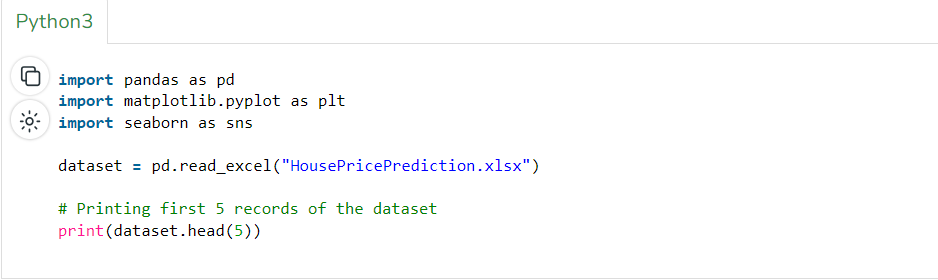 Python3
import pandas as pd
import matplotlib.pyplot as plt
import seaborn as sns
dataset = pd.read_excel("HousePricePrediction.xlsx")
# Printing first 5 records of the dataset
print(dataset.head(5))